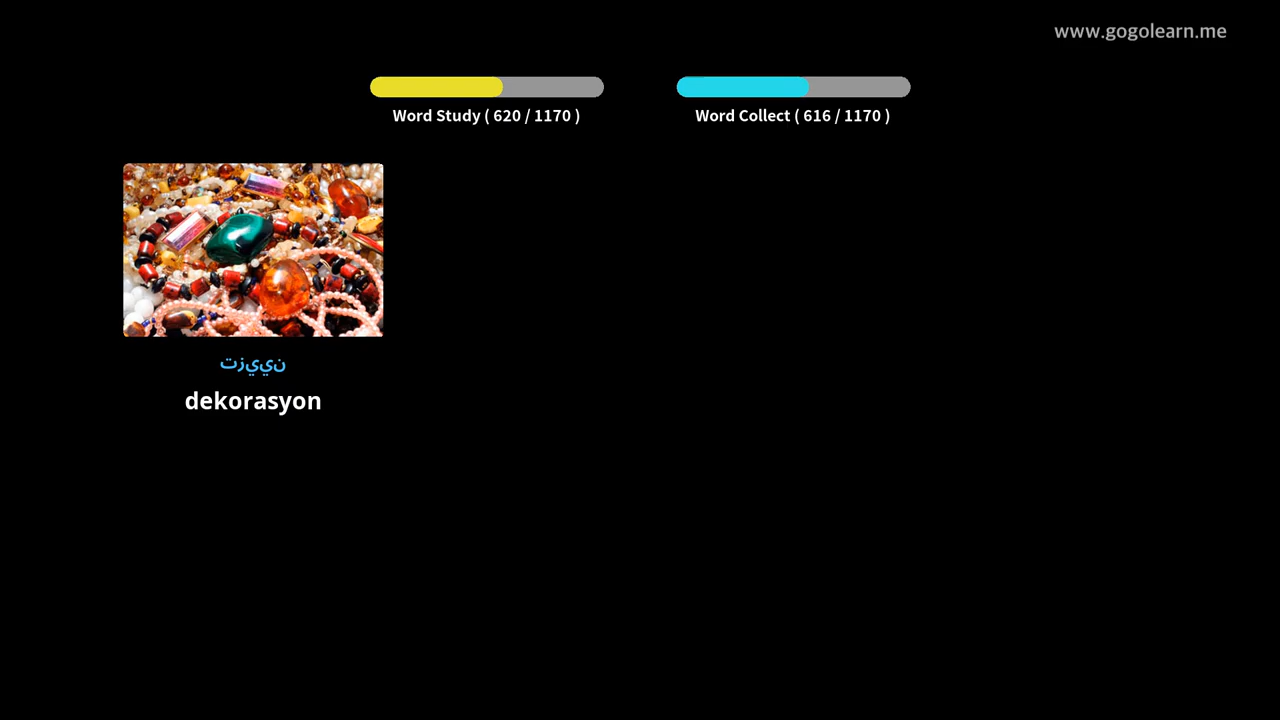 www.gogolearn.me
Word Study ( 620 / 1170 )
Word Collect ( 616 / 1170 )
تزيين
dekorasyon